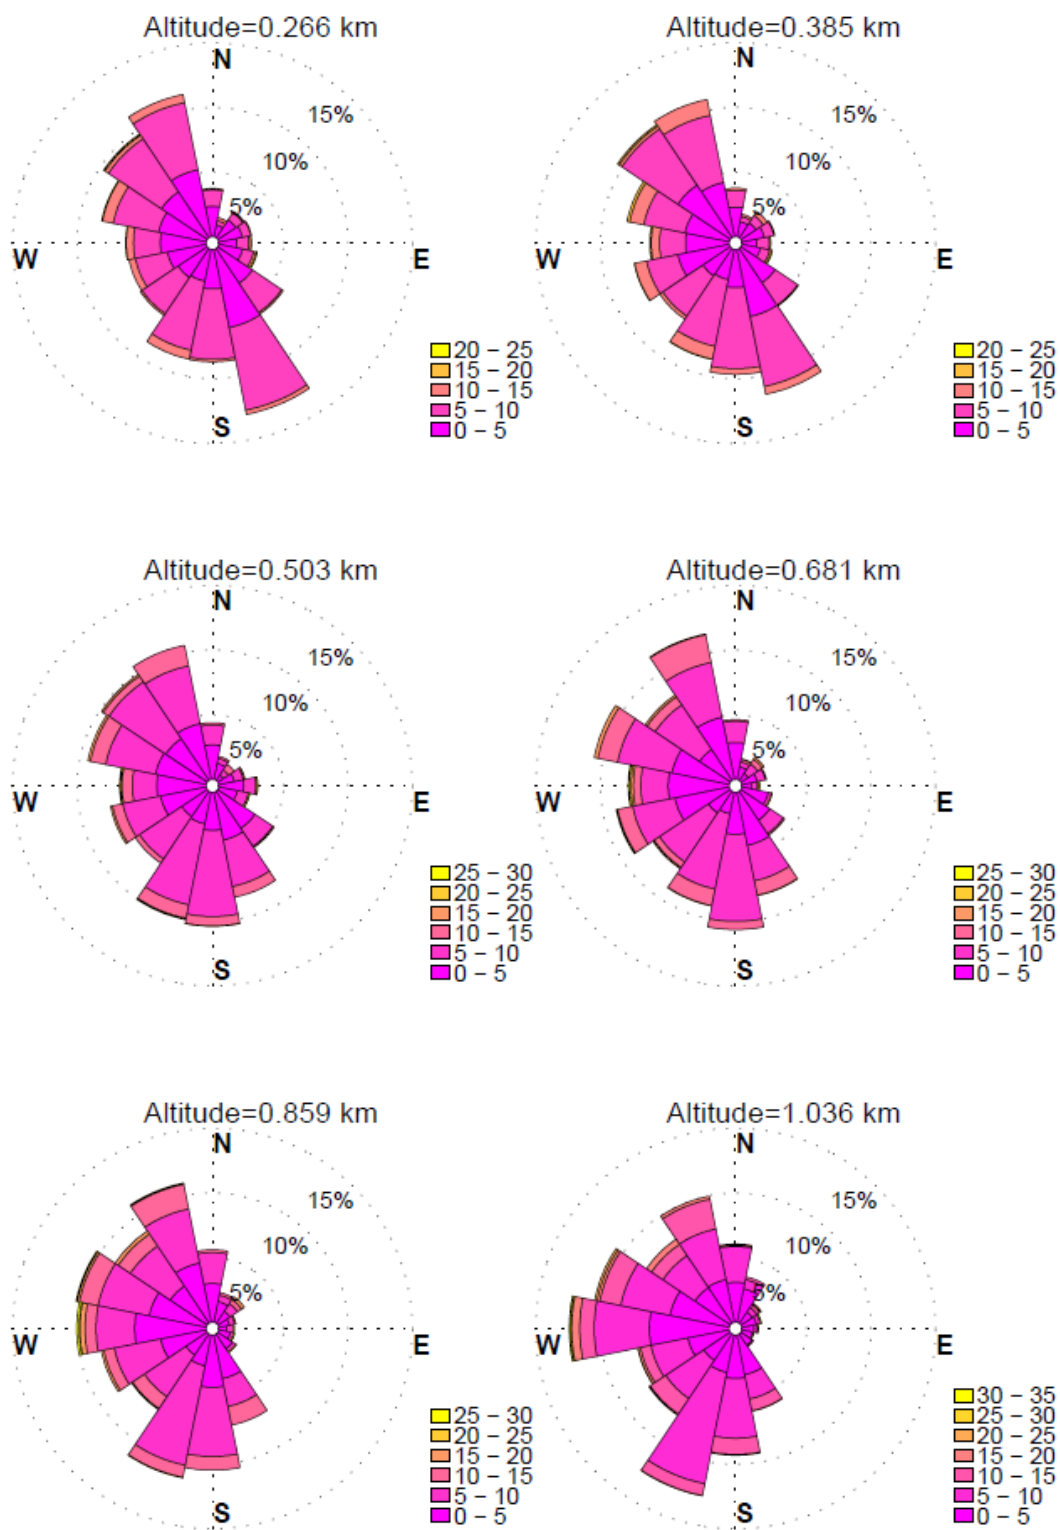 Altitude=0.266 km
N
15%
10%
5%
W
E
S
20 − 25
15 − 20
10 − 15
5 − 10
0 − 5
Altitude=0.385 km
N
15%
10%
5%
W
E
S
20 − 25
15 − 20
10 − 15
5 − 10
0 − 5
Altitude=0.503 km
N
15%
10%
5%
W
E
S
25 − 30
20 − 25
15 − 20
10 − 15
5 − 10
0 − 5
Altitude=0.681 km
N
15%
10%
5%
W
E
S
25 − 30
20 − 25
15 − 20
10 − 15
5 − 10
0 − 5
Altitude=0.859 km
N
15%
10%
5%
W
E
S
25 − 30
20 − 25
15 − 20
10 − 15
5 − 10
0 − 5
Altitude=1.036 km
N
15%
10%
5%
W
E
S
30 − 35
25 − 30
20 − 25
15 − 20
10 − 15
5 − 10
0 − 5